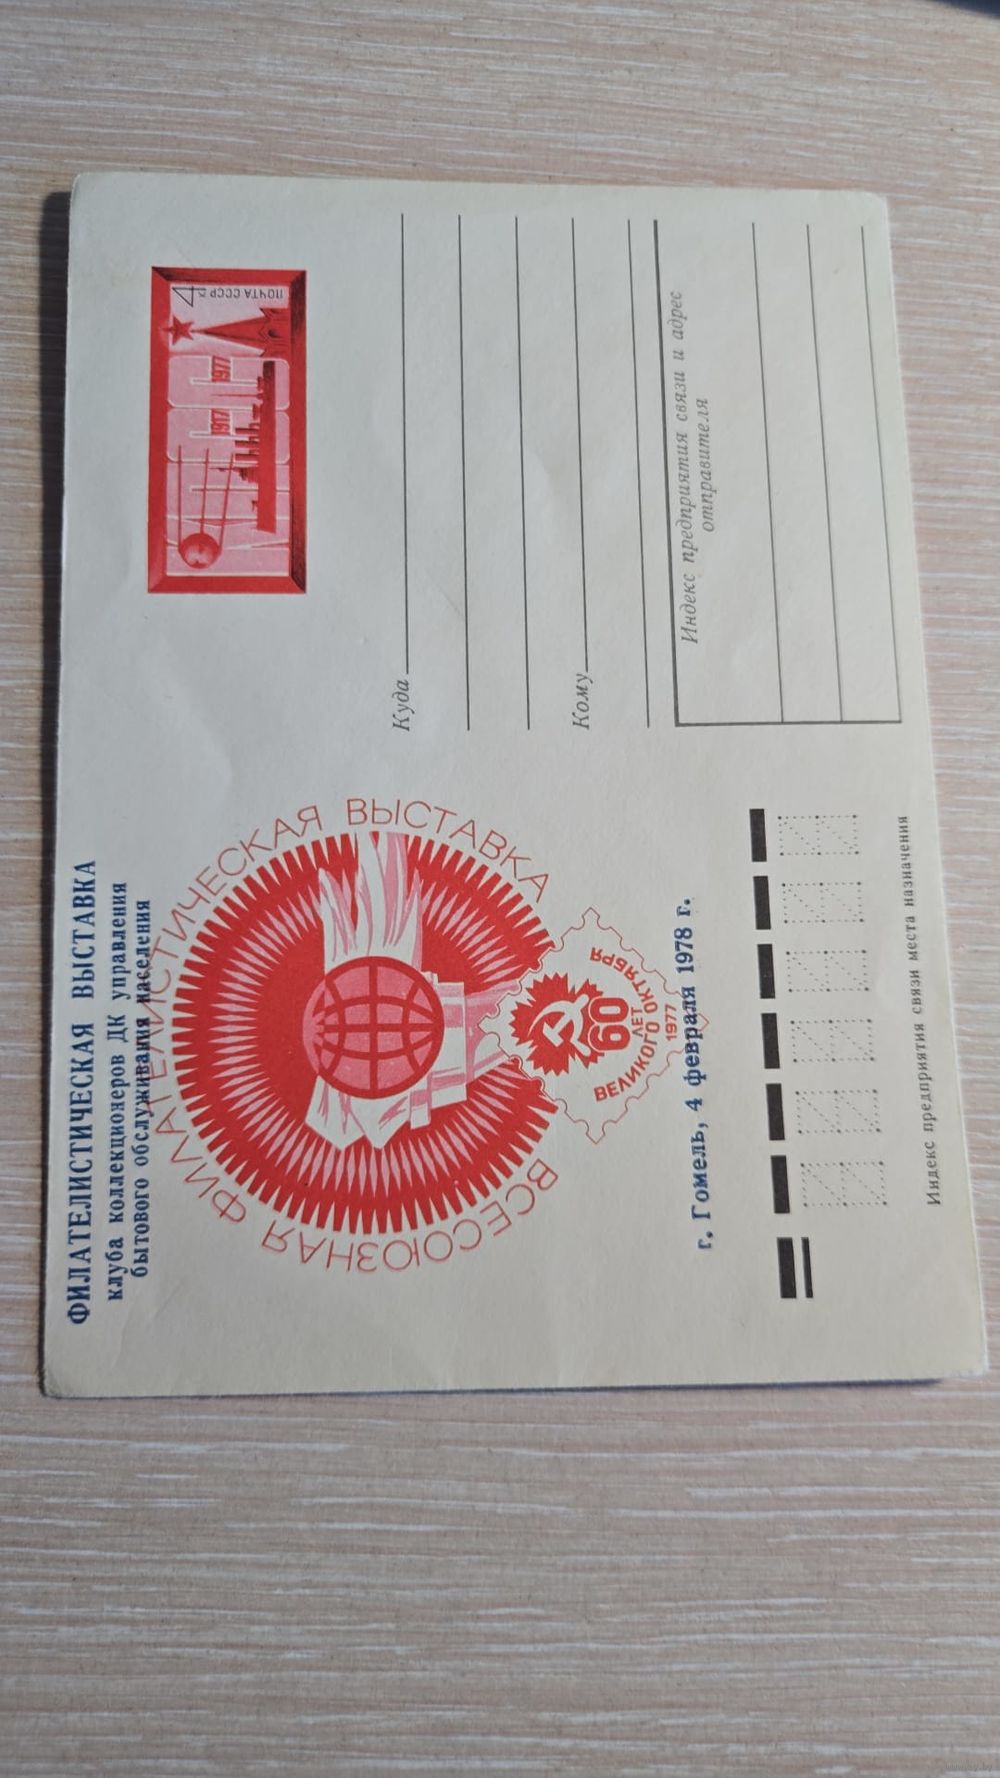 ФИЛАТЕЛИСТИЧЕСКАЯ ВЫСТАВКА
клуба коллекционеров ДК управления
бытового обслуживания населения
ВСЕСОЮЗНАЯ ФИЛАТЕЛИСТИЧЕСКАЯ ВЫСТАВКА
60
ЛЕТ
ВЕЛИКОГО ОКТЯБРЯ
1977
г. Гомель, 4 февраля 1978 г.
1917
1977
4
ПОЧТА СССР
Куда
Кому
Индекс предприятия связи и адрес
отправителя
Индекс предприятия связи места назначения